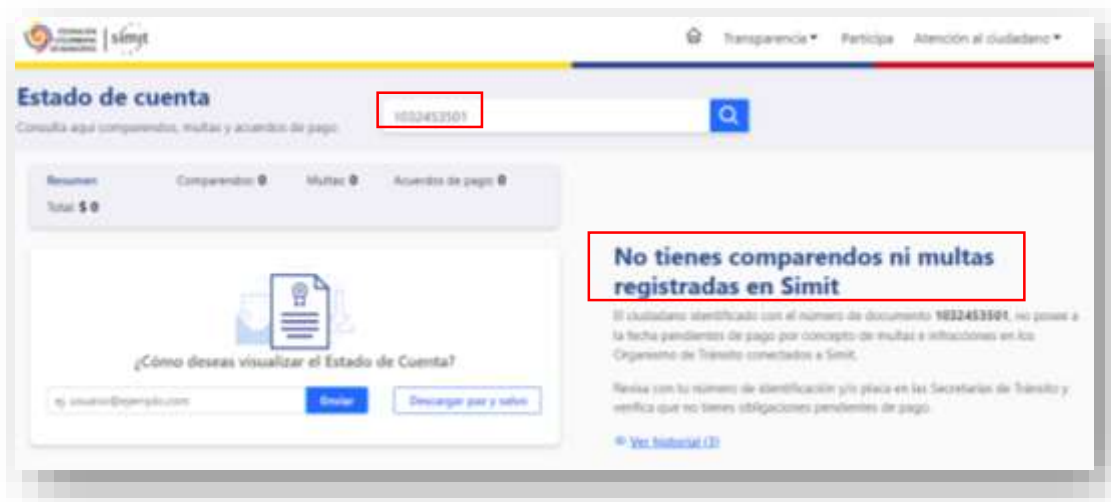 FEDERACIÓN COLOMBIANA DE MUNICIPIOS | simit
Transparencia Participa Atención al ciudadano
Estado de cuenta
Consulta aquí comparendos, multas y acuerdos de pago.
1032453501
Resumen Comparendos: 0 Multas: 0 Acuerdos de pago: 0
Total: $ 0
¿Cómo deseas visualizar el Estado de Cuenta?
ej. usuario@ejemplo.com Enviar Descargar paz y salvo
No tienes comparendos ni multas
registradas en Simit
El ciudadano identificado con el número de documento 1032453501, no posee a
la fecha pendientes de pago por concepto de multas e infracciones en los
Organismo de Tránsito conectados a Simit.
Revisa con tu número de identificación y/o placa en las Secretarías de Tránsito y
verifica que no tienes obligaciones pendientes de pago.
Ver historial (3)